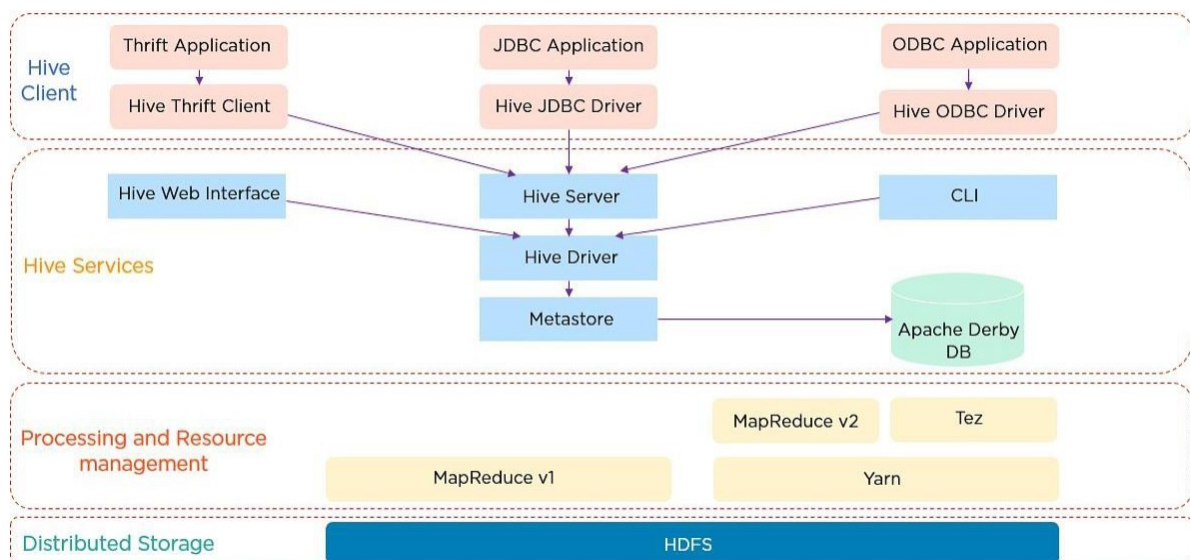 Thrift Application
JDBC Application
ODBC Application
Hive
Client
Hive Thrift Client
Hive JDBC Driver
Hive ODBC Driver
Hive Web Interface
Hive Server
CLI
Hive Driver
Hive Services
Metastore
Apache Derby
DB
MapReduce v2
Tez
Processing and Resource
management
MapReduce v1
Yarn
Distributed Storage
HDFS